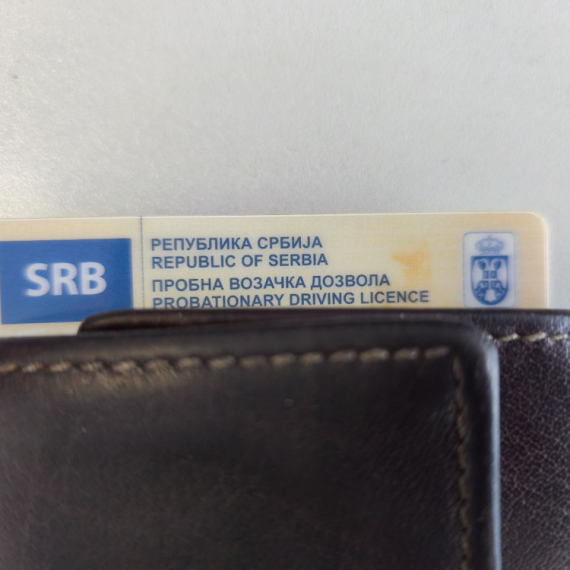 SRB
РЕПУБЛИКА СРБИЈА
REPUBLIC OF SERBIA
ПРОБНА ВОЗАЧКА ДОЗВОЛА
PROBATIONARY DRIVING LICENCE